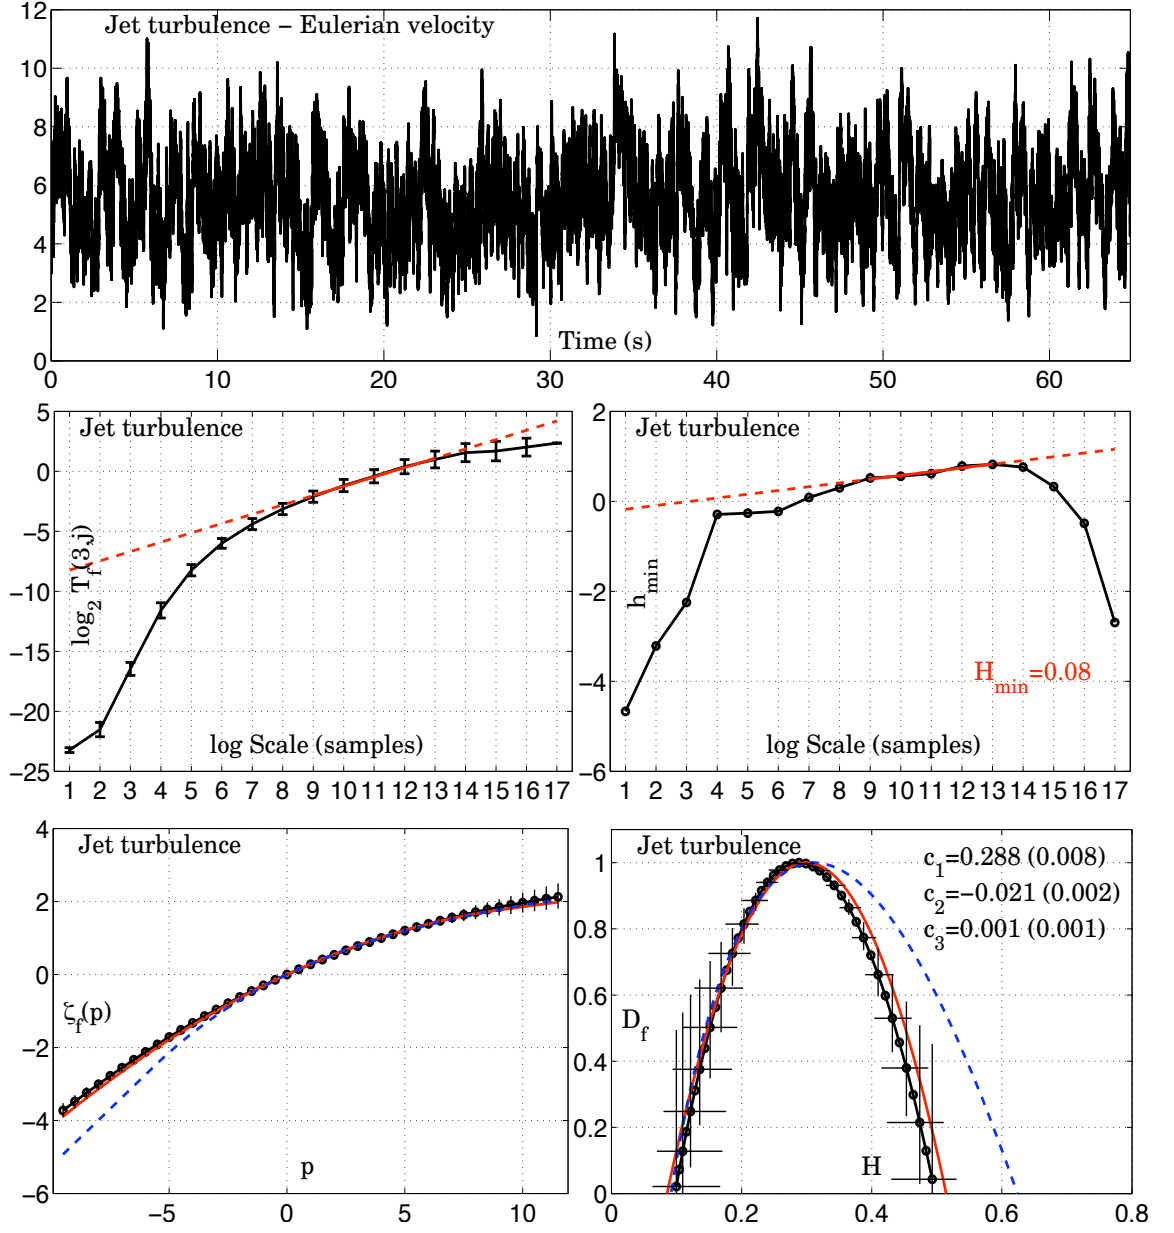 Jet turbulence – Eulerian velocity
12
10
8
6
4
2
0
Time (s)
0 10 20 30 40 50 60
Jet turbulence
5
0
−5
−10
−15
−20
−25
log₂ T_f(3,j)
log Scale (samples)
1 2 3 4 5 6 7 8 9 10 11 12 13 14 15 16 17
Jet turbulence
2
0
−2
−4
−6
h_min
H_min=0.08
log Scale (samples)
1 2 3 4 5 6 7 8 9 10 11 12 13 14 15 16 17
Jet turbulence
4
2
0
−2
−4
−6
ζ_f(p)
p
−5 0 5 10
Jet turbulence
c₁=0.288 (0.008)
c₂=−0.021 (0.002)
c₃=0.001 (0.001)
1
0.8
0.6
0.4
0.2
0
D_f
H
0 0.2 0.4 0.6 0.8